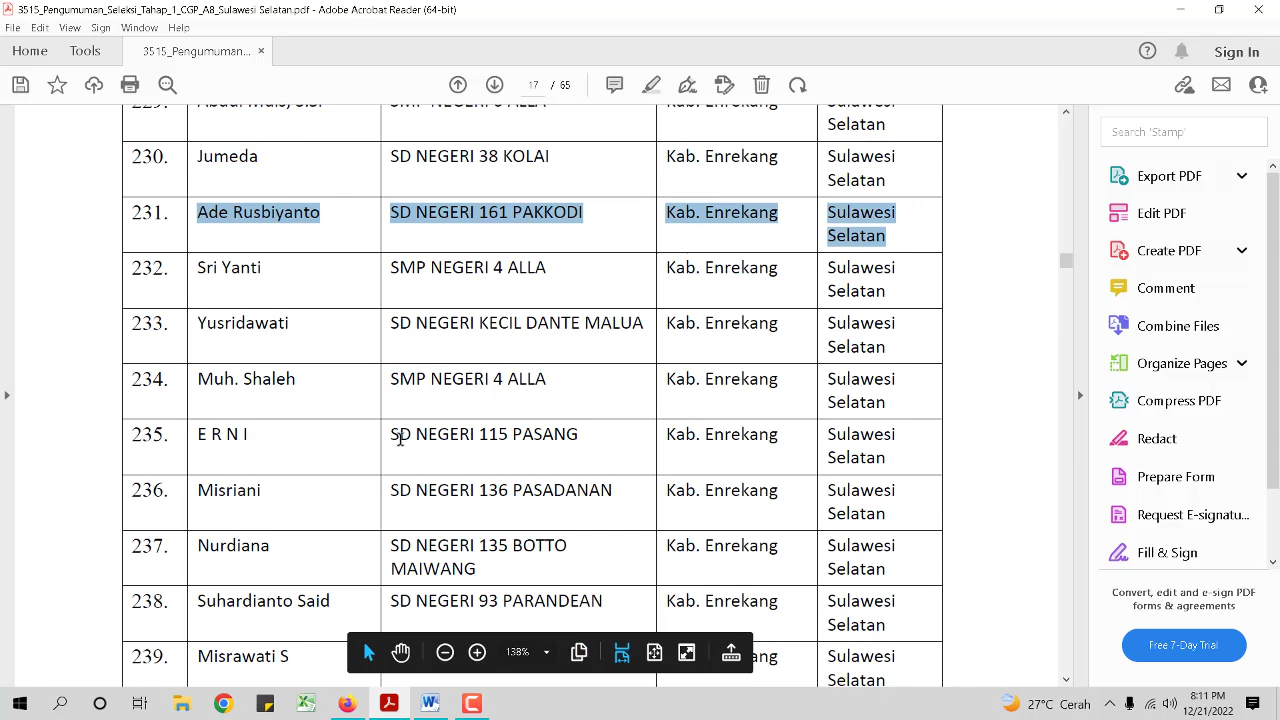 3515_Pengumuman_Seleksi_Tahap_1_CGP_A8_Sulawesi Selatan.pdf - Adobe Acrobat Reader (64-bit)
File Edit View Sign Window Help
Home Tools 3515_Pengumuman... × Sign In
17 / 65
229. Abdul Muis, S.Si SMP NEGERI 6 ALLA Sulawesi
Selatan
230. Jumeda SD NEGERI 38 KOLAI Kab. Enrekang Sulawesi
Selatan
231. Ade Rusbiyanto SD NEGERI 161 PAKKODI Kab. Enrekang Sulawesi
Selatan
232. Sri Yanti SMP NEGERI 4 ALLA Kab. Enrekang Sulawesi
Selatan
233. Yusridawati SD NEGERI KECIL DANTE MALUA Kab. Enrekang Sulawesi
Selatan
234. Muh. Shaleh SMP NEGERI 4 ALLA Kab. Enrekang Sulawesi
Selatan
235. E R N I SD NEGERI 115 PASANG Kab. Enrekang Sulawesi
Selatan
236. Misriani SD NEGERI 136 PASADANAN Kab. Enrekang Sulawesi
Selatan
237. Nurdiana SD NEGERI 135 BOTTO Kab. Enrekang Sulawesi
MAIWANG Selatan
238. Suhardianto Said SD NEGERI 93 PARANDEAN Kab. Enrekang Sulawesi
Selatan
239. Misrawati S Sulawesi
Selatan
138%
Search 'Stamp'
Export PDF
Edit PDF
Create PDF
Comment
Combine Files
Organize Pages
Compress PDF
Redact
Prepare Form
Request E-signatu...
Fill & Sign
Convert, edit and e-sign PDF
forms & agreements
Free 7-Day Trial
27°C Cerah 8:11 PM
12/21/2022